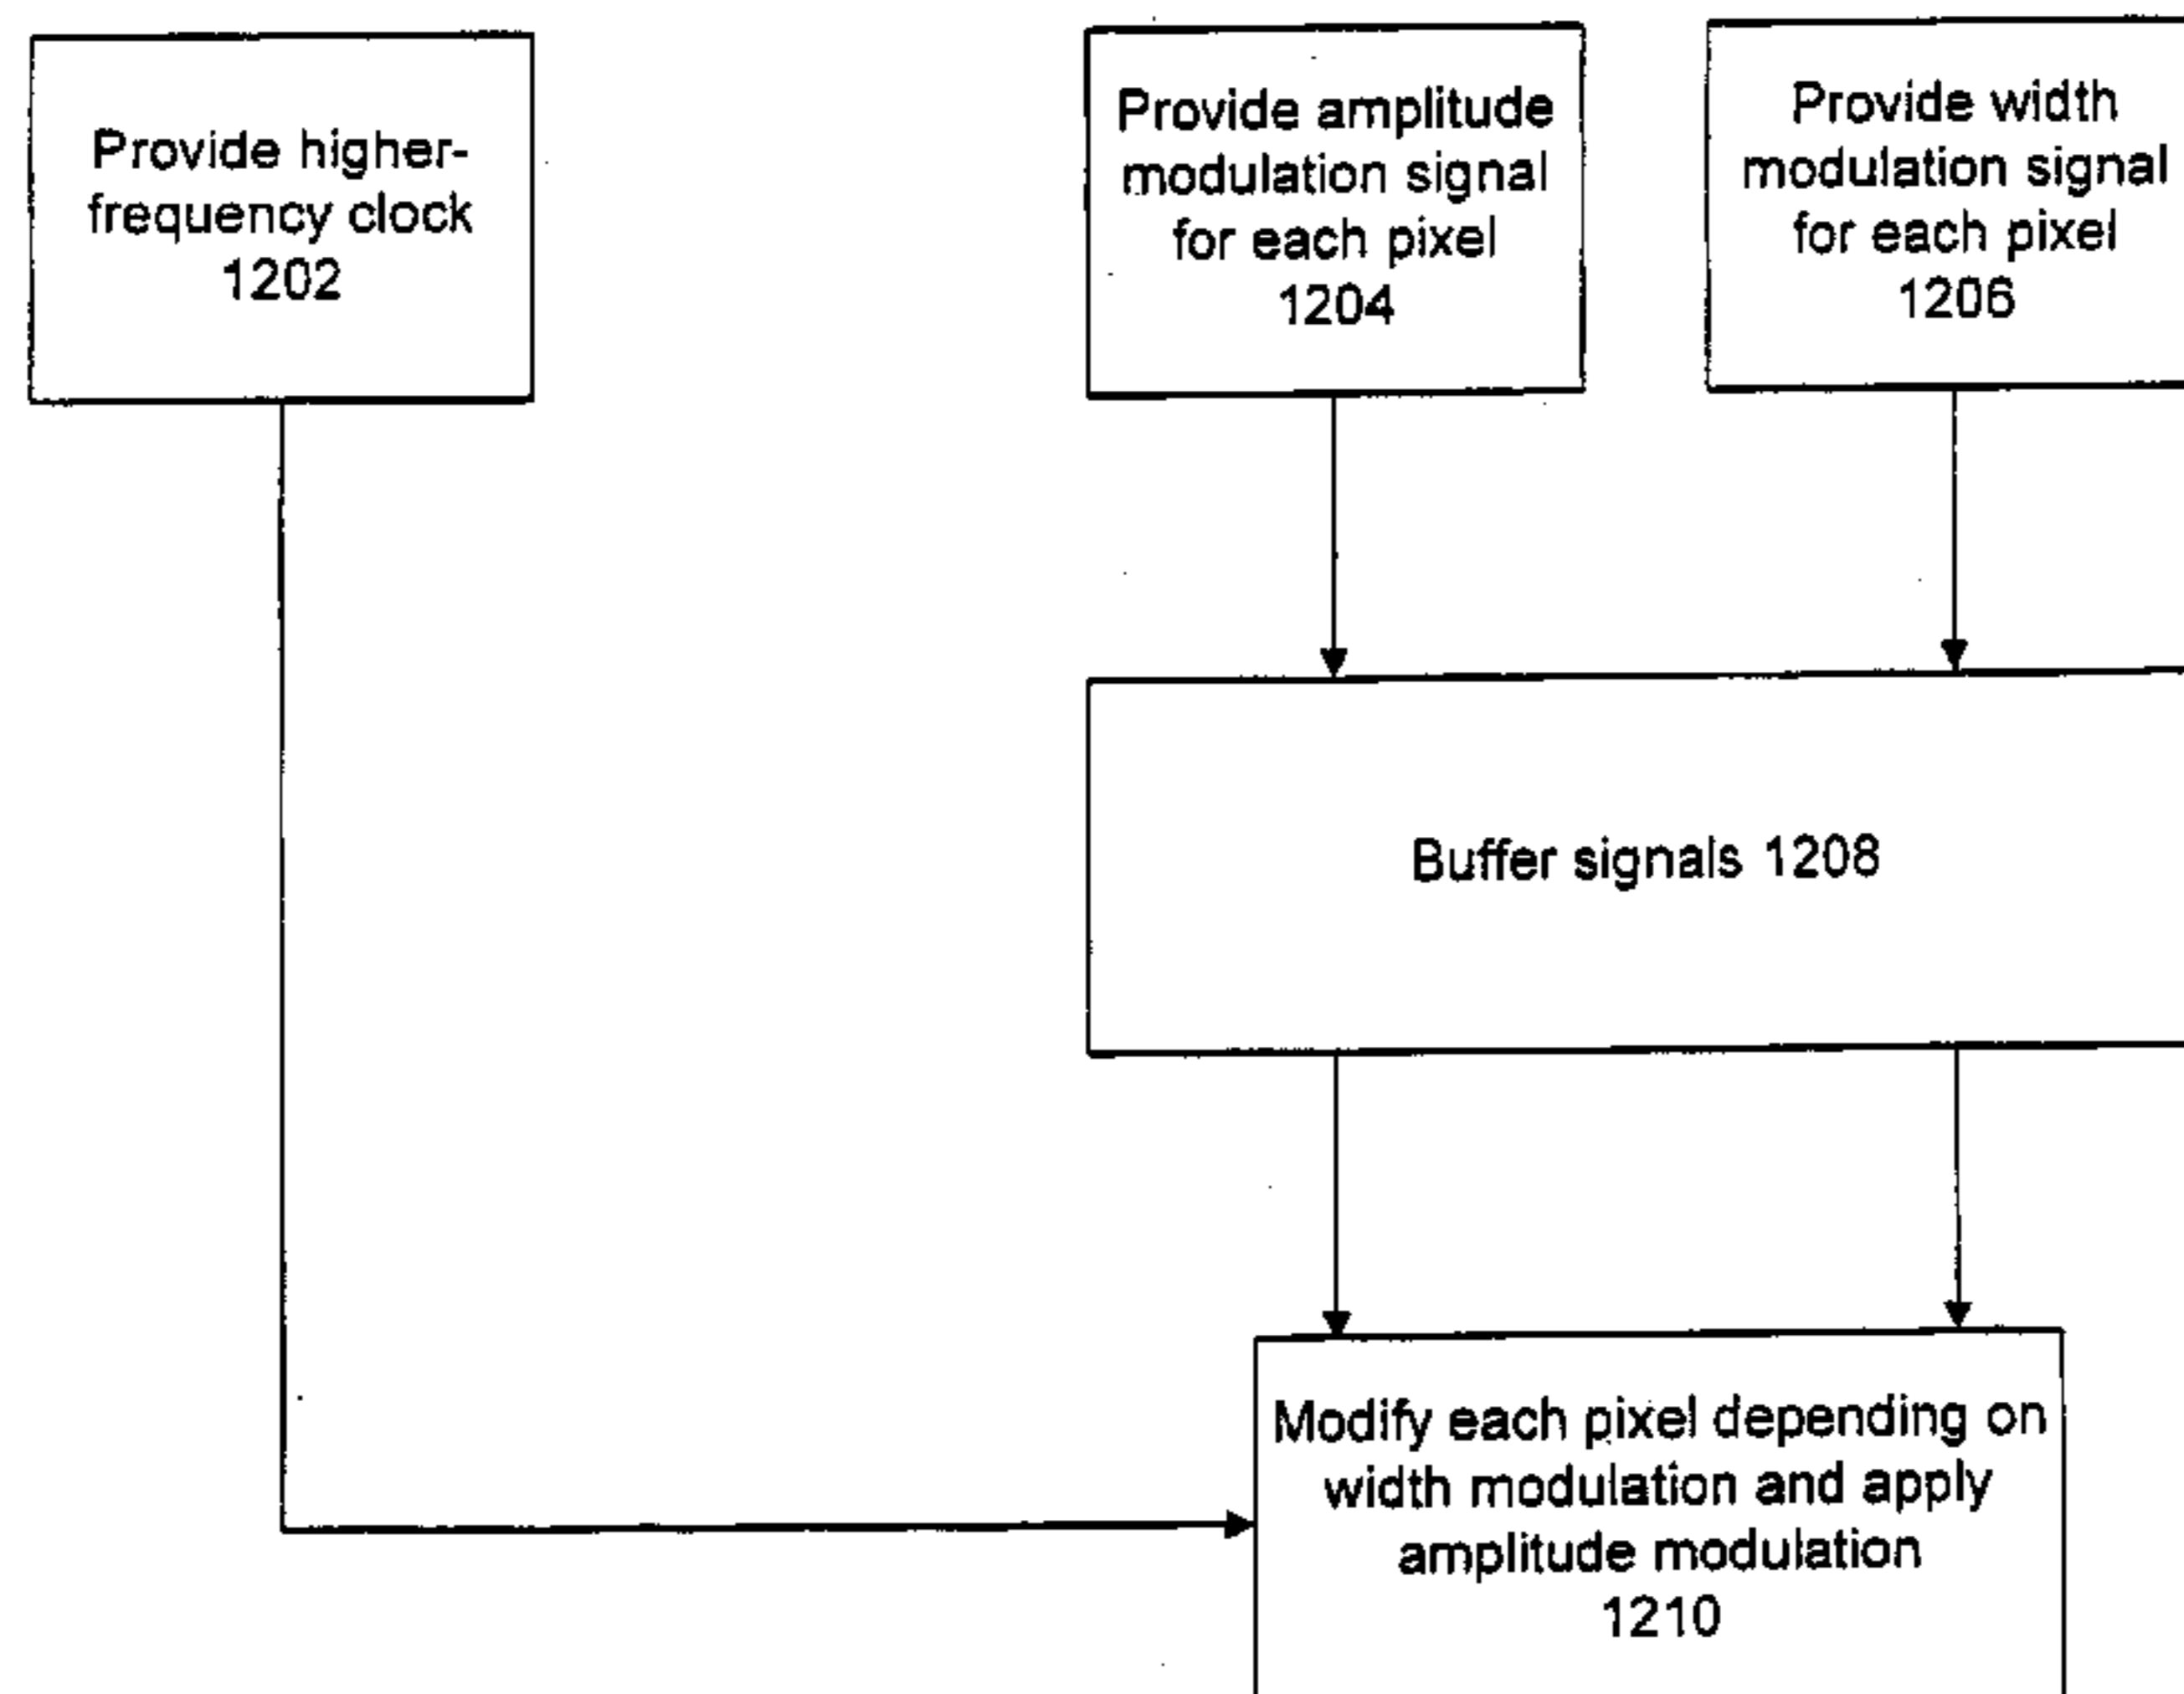 Provide higher-
frequency clock
1202
Provide amplitude
modulation signal
for each pixel
1204
Provide width
modulation signal
for each pixel
1206
Buffer signals 1208
Modify each pixel depending on
width modulation and apply
amplitude modulation
1210